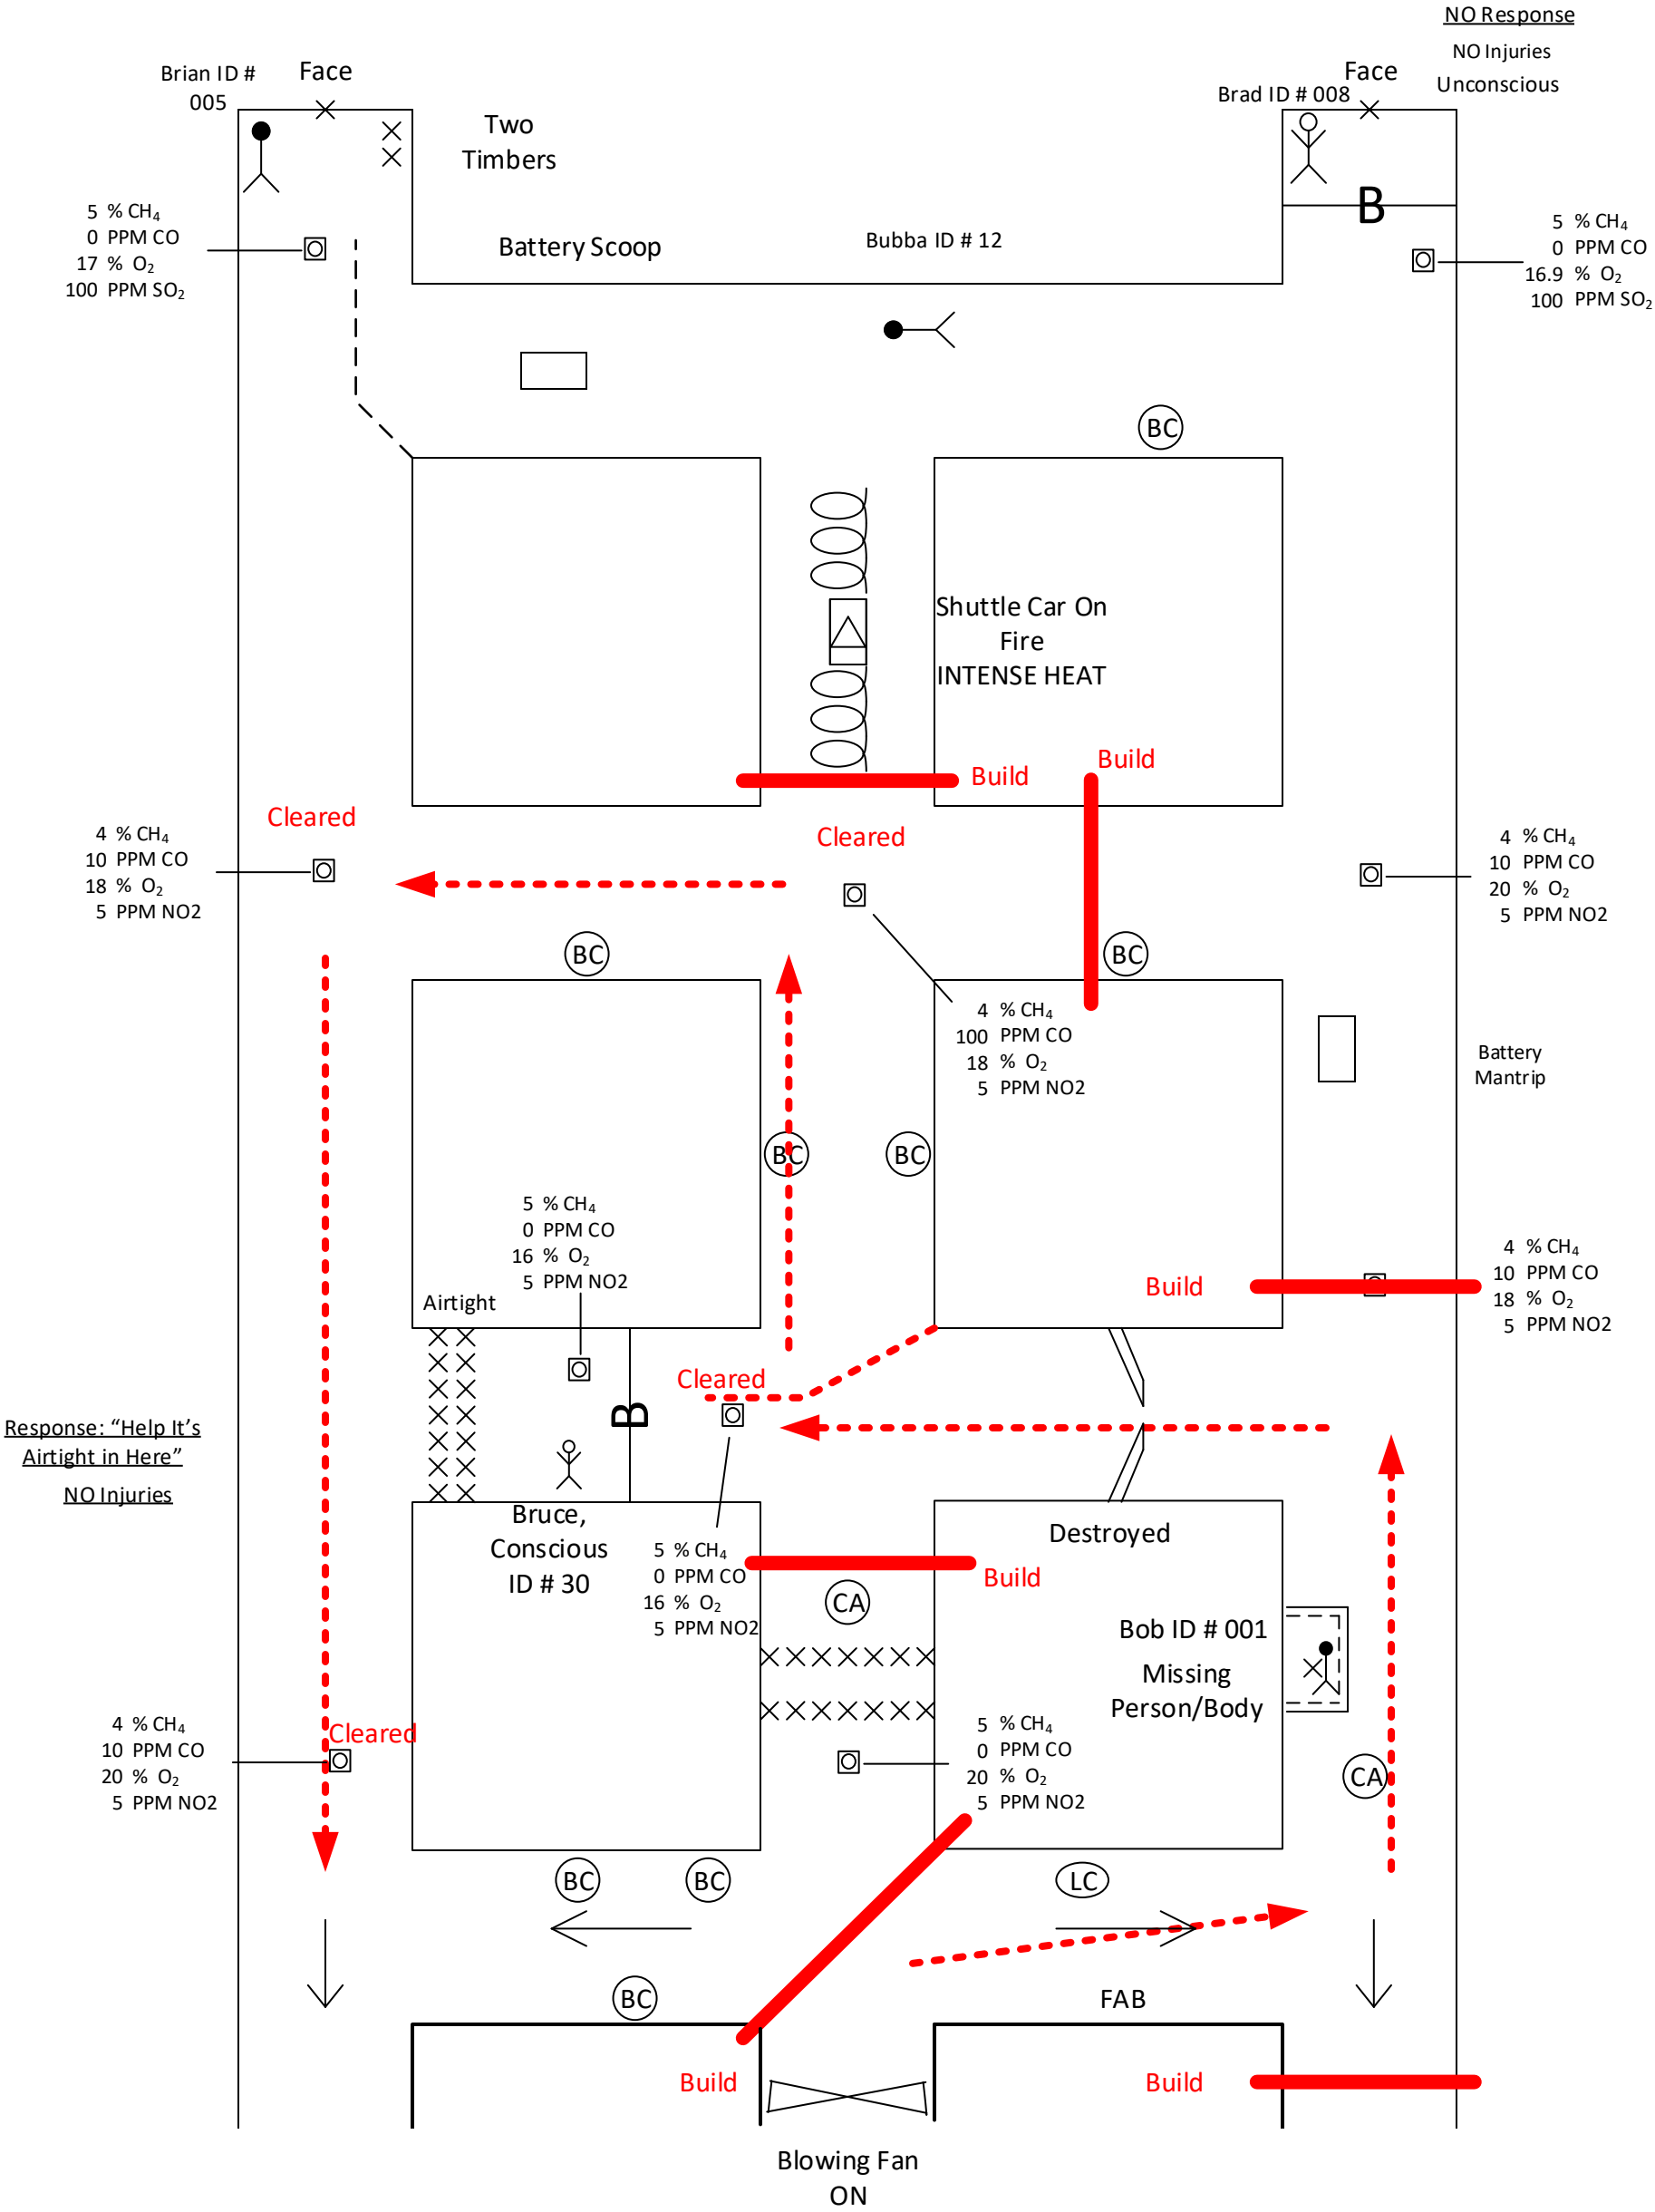 NO Response
NO Injuries
Unconscious
Brian ID #
005
Face
Face
Brad ID # 008
Two
Timbers
B
5 % CH₄
0 PPM CO
17 % O₂
100 PPM SO₂
Battery Scoop
Bubba ID # 12
5 % CH₄
0 PPM CO
16.9 % O₂
100 PPM SO₂
BC
Shuttle Car On
Fire
INTENSE HEAT
Build
Build
Cleared
Cleared
4 % CH₄
10 PPM CO
18 % O₂
5 PPM NO2
4 % CH₄
10 PPM CO
20 % O₂
5 PPM NO2
BC
BC
4 % CH₄
100 PPM CO
18 % O₂
5 PPM NO2
Battery
Mantrip
BC
BC
5 % CH₄
0 PPM CO
16 % O₂
5 PPM NO2
Build
4 % CH₄
10 PPM CO
18 % O₂
5 PPM NO2
Airtight
Cleared
B
Response: “Help It’s
Airtight in Here”
NO Injuries
Bruce,
Conscious
ID # 30
5 % CH₄
0 PPM CO
16 % O₂
5 PPM NO2
Destroyed
Build
CA
Bob ID # 001
Missing
Person/Body
4 % CH₄
10 PPM CO
20 % O₂
5 PPM NO2
Cleared
5 % CH₄
0 PPM CO
20 % O₂
5 PPM NO2
CA
BC
BC
LC
BC
FAB
Build
Build
Blowing Fan
ON